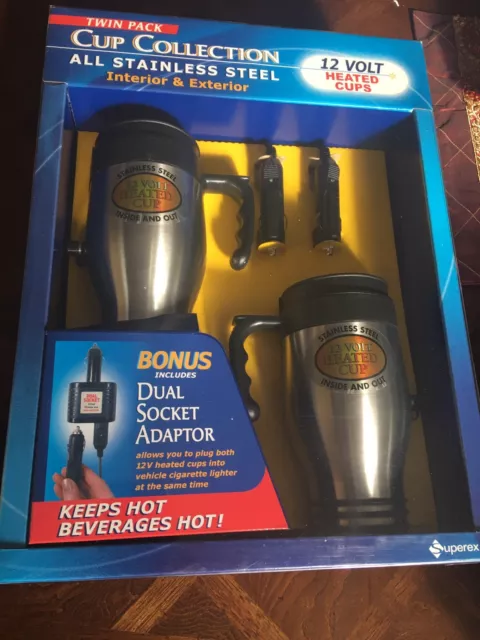 TWIN PACK
CUP COLLECTION
ALL STAINLESS STEEL
Interior & Exterior
12 VOLT
HEATED
CUPS
STAINLESS STEEL
12 VOLT
HEATED
CUP
INSIDE AND OUT
STAINLESS STEEL
12 VOLT
HEATED
CUP
INSIDE AND OUT
BONUS
INCLUDES
DUAL
SOCKET
ADAPTOR
allows you to plug both
12V heated cups into
vehicle cigarette lighter
at the same time
DUAL
SOCKET
KEEPS HOT
BEVERAGES HOT!
Superex